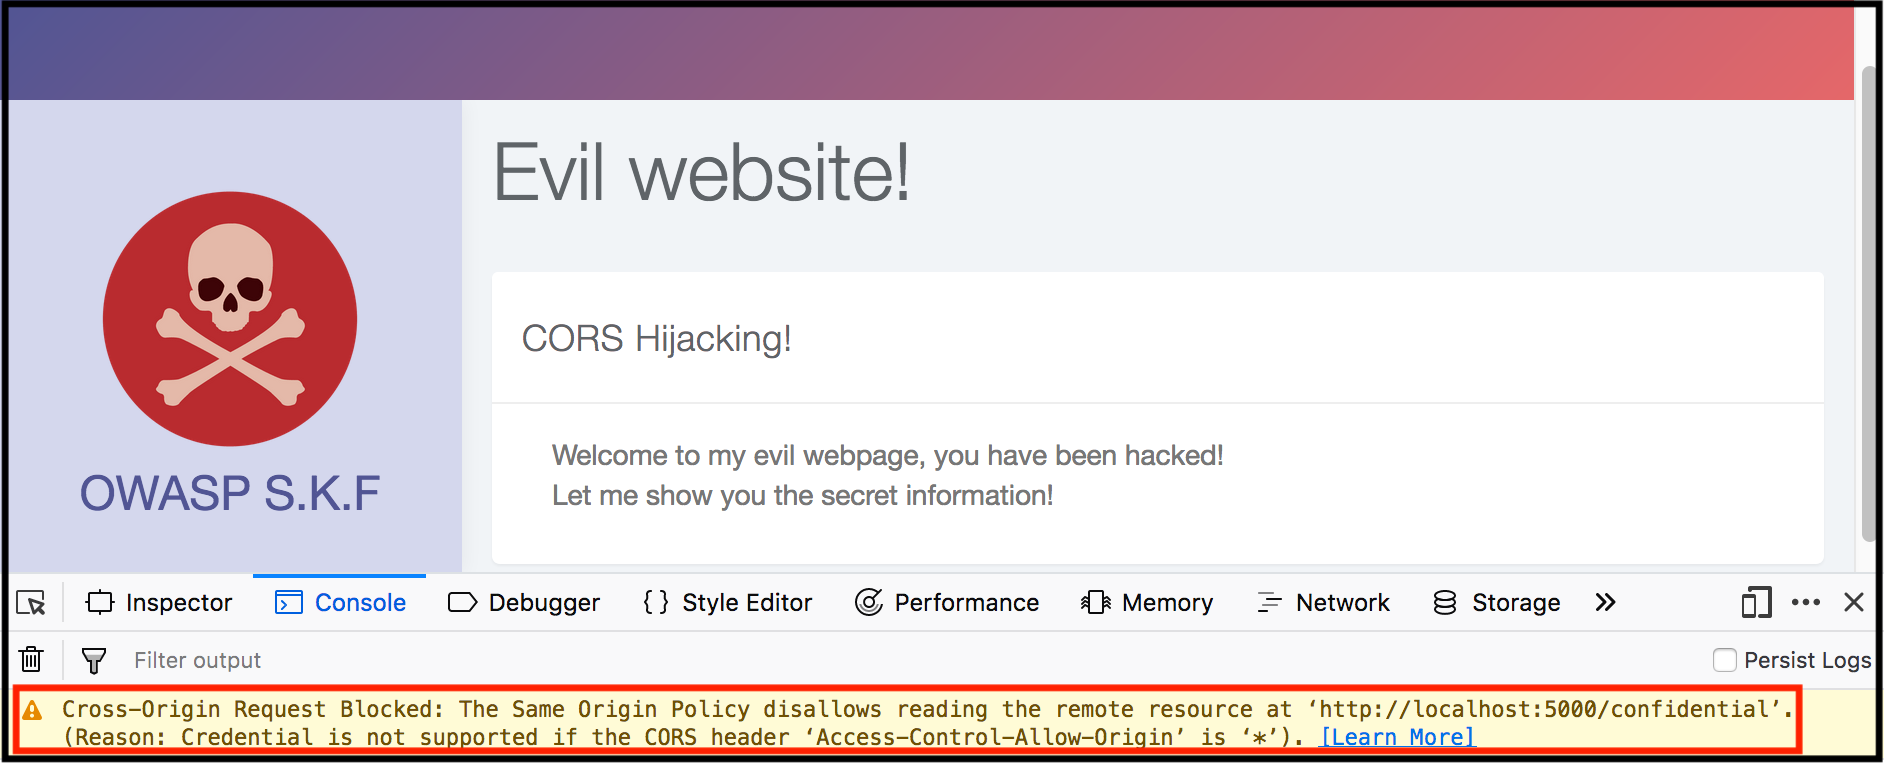 Evil website!
CORS Hijacking!
Welcome to my evil webpage, you have been hacked!
Let me show you the secret information!
OWASP S.K.F
Inspector Console Debugger { } Style Editor Performance Memory Network Storage
Filter output Persist Logs
Cross-Origin Request Blocked: The Same Origin Policy disallows reading the remote resource at ‘http://localhost:5000/confidential’.
(Reason: Credential is not supported if the CORS header ‘Access-Control-Allow-Origin’ is ‘*’). [Learn More]